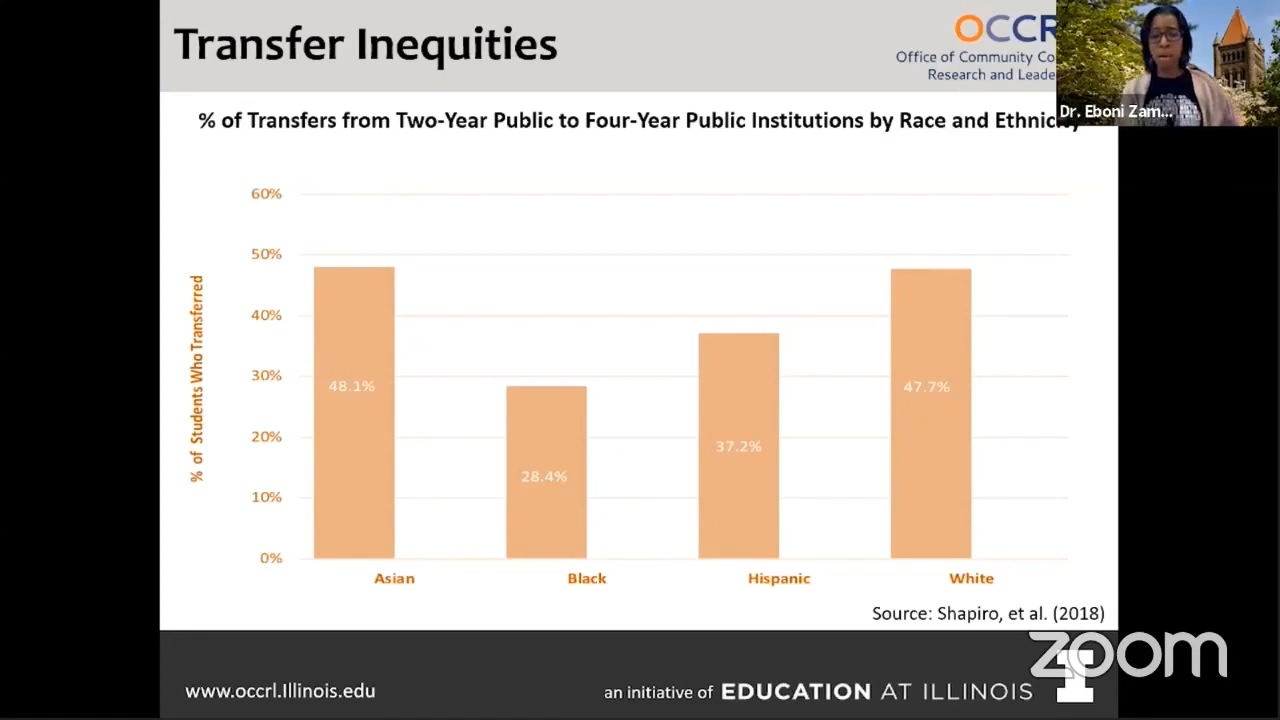 Transfer Inequities
OCCR
Office of Community Co
Research and Leade
Dr. Eboni Zam...
% of Transfers from Two-Year Public to Four-Year Public Institutions by Race and Ethnicity
60%
50%
40%
30%
20%
10%
0%
% of Students Who Transferred
48.1%
28.4%
37.2%
47.7%
Asian
Black
Hispanic
White
Source: Shapiro, et al. (2018)
www.occrl.Illinois.edu
an initiative of EDUCATION AT ILLINOIS
I
zoom